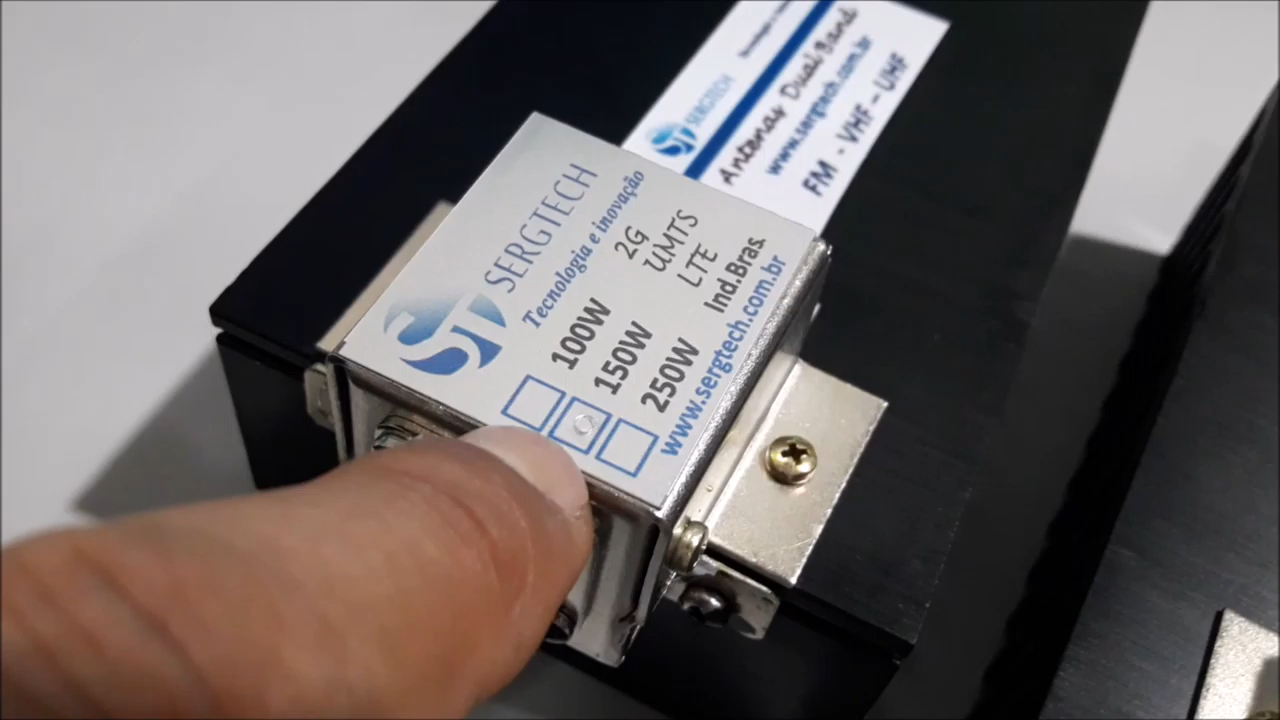 SERGTECH
Antenas Dual Band
www.sergtech.com.br
FM - VHF - UHF
ST
SERGTECH
Tecnologia e inovação
2G
UMTS
LTE
100W
150W
250W
Ind.Bras.
www.sergtech.com.br